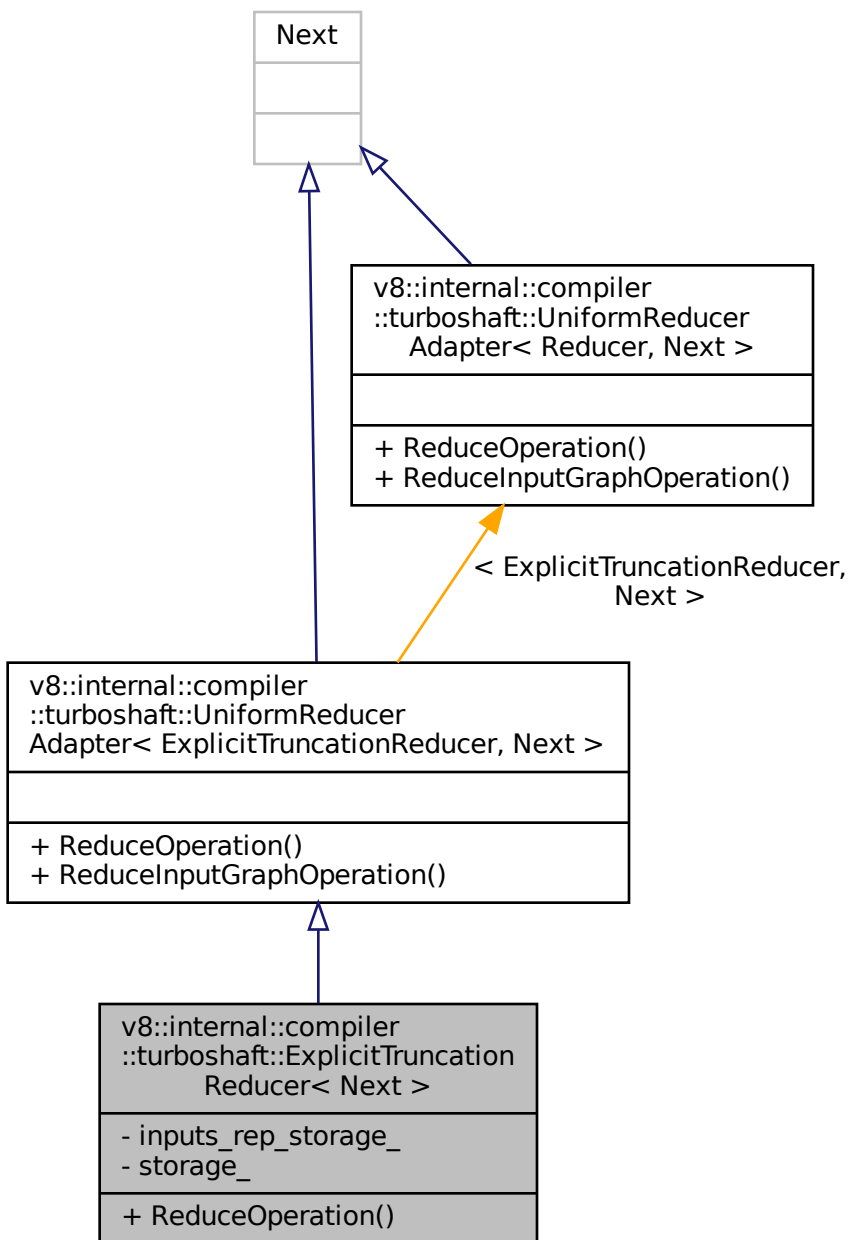 Next
v8::internal::compiler
::turboshaft::UniformReducer
Adapter< Reducer, Next >
+ ReduceOperation()
+ ReduceInputGraphOperation()
< ExplicitTruncationReducer,
Next >
v8::internal::compiler
::turboshaft::UniformReducer
Adapter< ExplicitTruncationReducer, Next >
+ ReduceOperation()
+ ReduceInputGraphOperation()
v8::internal::compiler
::turboshaft::ExplicitTruncation
Reducer< Next >
- inputs_rep_storage_
- storage_
+ ReduceOperation()